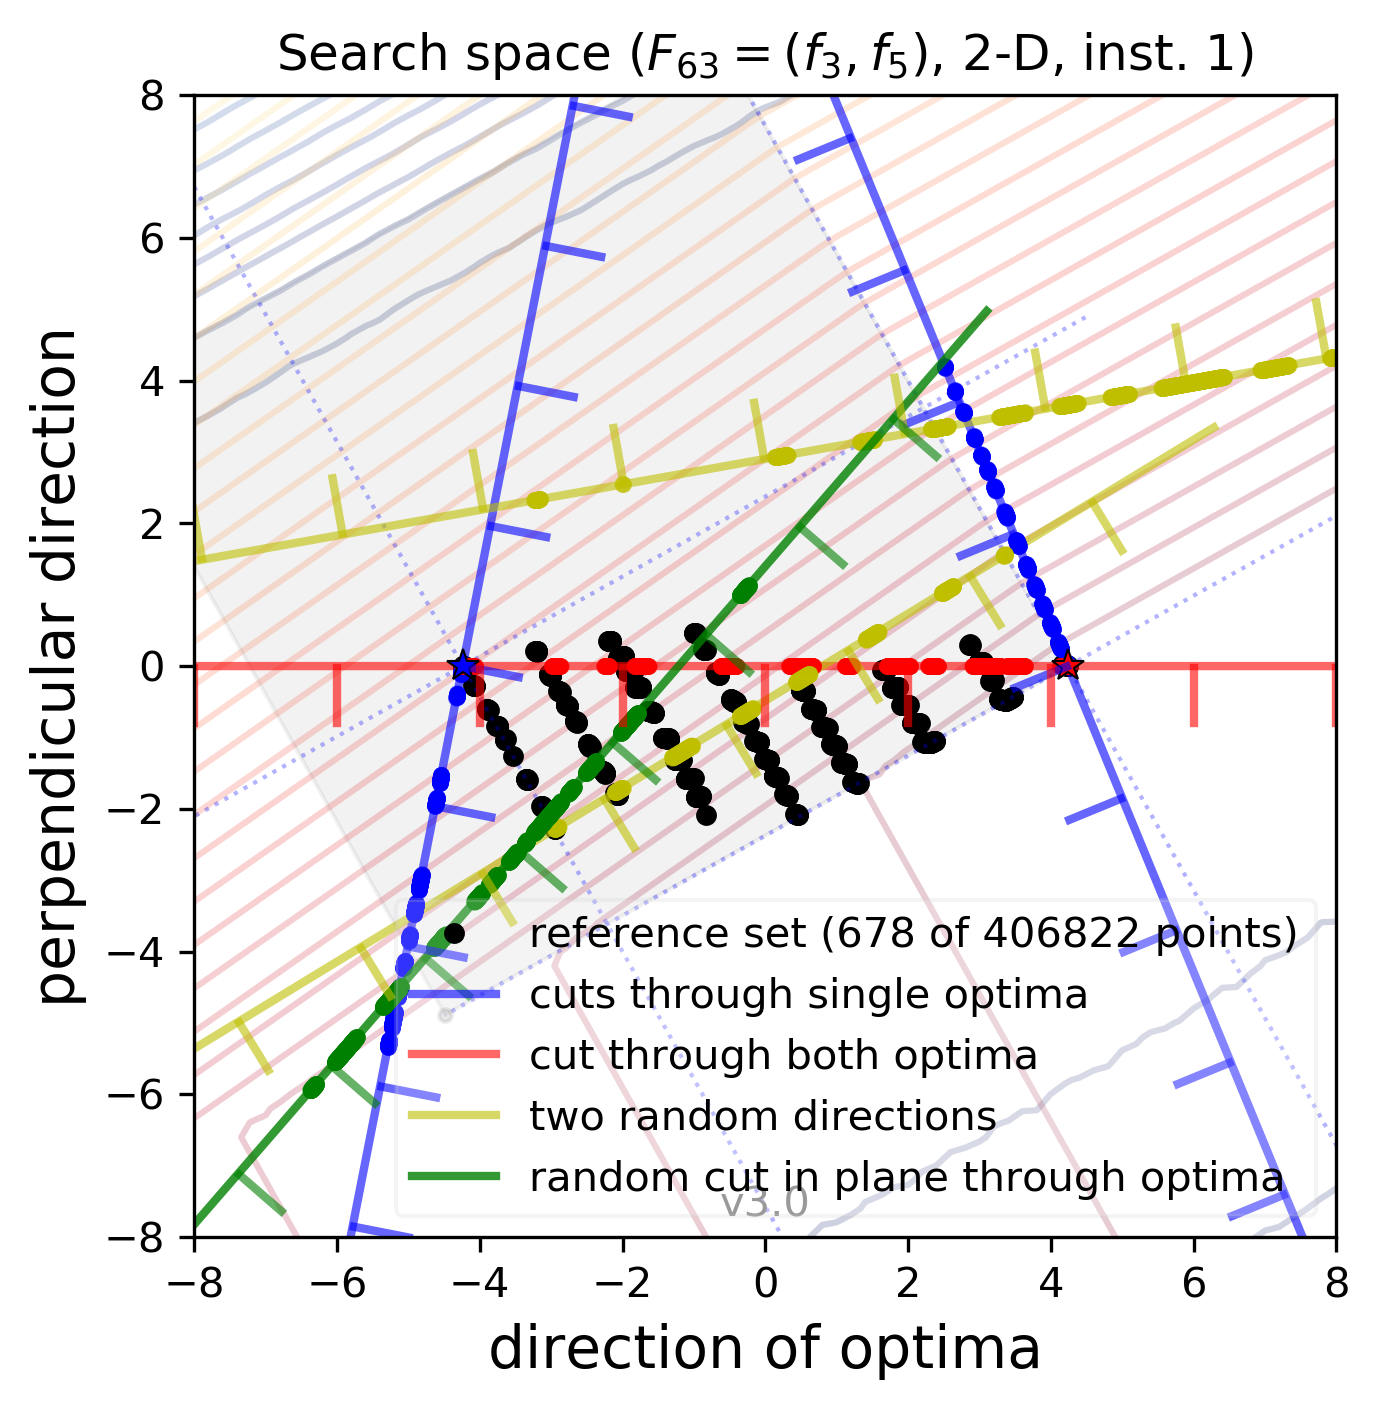 Search space (F63 = (f3, f5), 2-D, inst. 1)
perpendicular direction
8
6
4
2
0
−2
−4
−6
−8
reference set (678 of 406822 points)
cuts through single optima
cut through both optima
two random directions
random cut in plane through optima
v3.0
−8 −6 −4 −2 0 2 4 6 8
direction of optima